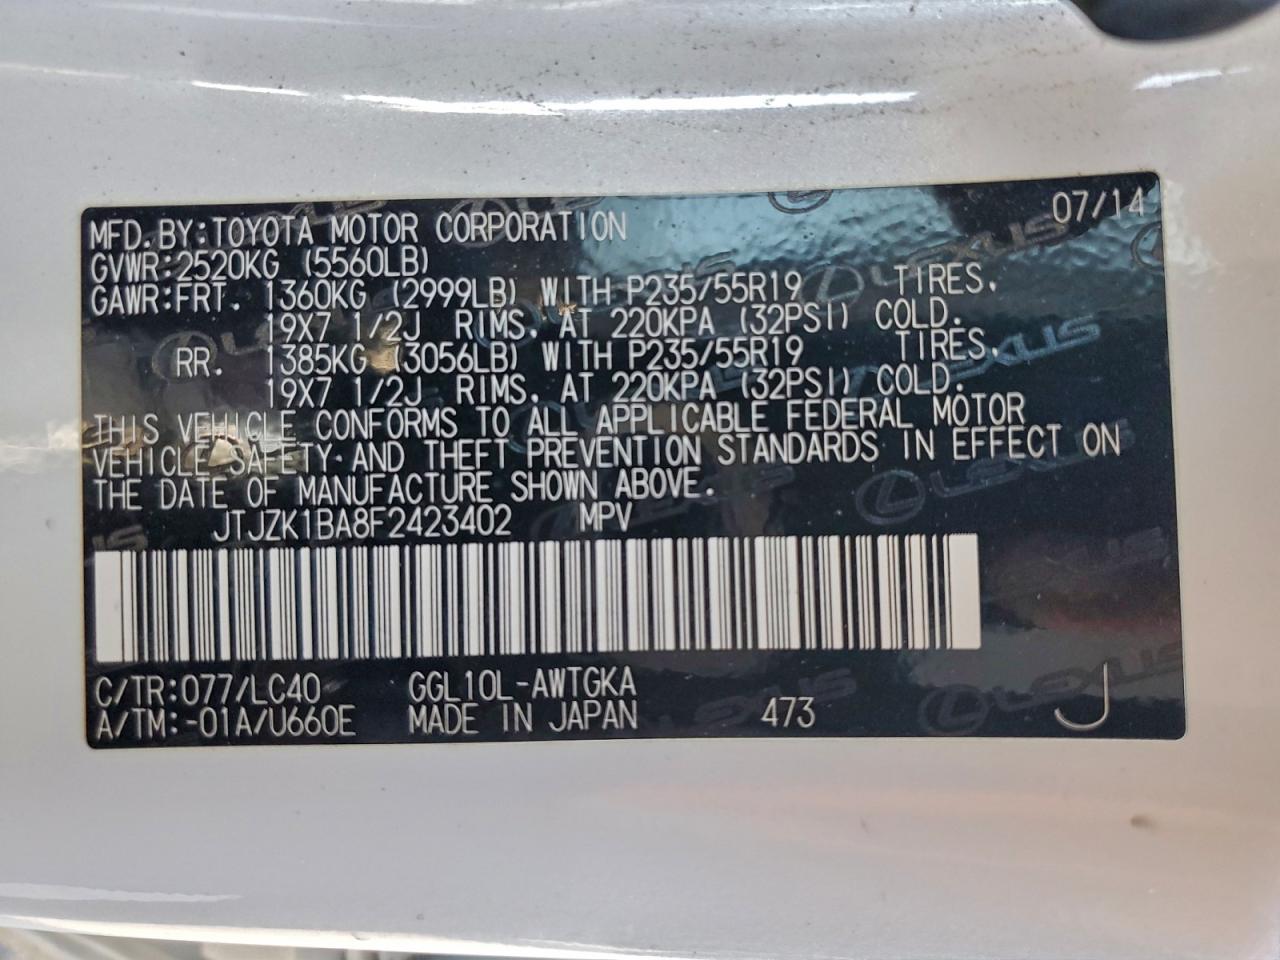 07/14
MFD.BY:TOYOTA MOTOR CORPORATION
GVWR:2520KG (5560LB)
GAWR:FRT. 1360KG (2999LB) WITH P235/55R19 TIRES.
19X7 1/2J RIMS. AT 220KPA (32PSI) COLD.
RR. 1385KG (3056LB) WITH P235/55R19 TIRES.
19X7 1/2J RIMS. AT 220KPA (32PSI) COLD.
THIS VEHICLE CONFORMS TO ALL APPLICABLE FEDERAL MOTOR
VEHICLE SAFETY AND THEFT PREVENTION STANDARDS IN EFFECT ON
THE DATE OF MANUFACTURE SHOWN ABOVE.
JTJZK1BA8F2423402 MPV
C/TR:077/LC40 GGL10L-AWTGKA
A/TM:-01A/U660E MADE IN JAPAN 473 J
LEXUS
LEXUS
LEXUS
LEXUS